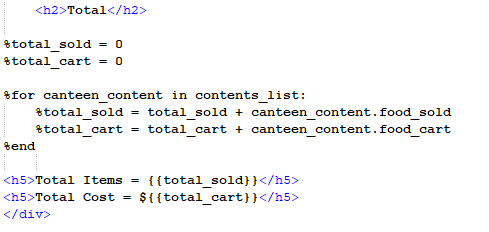 <h2>Total</h2>
%total_sold = 0
%total_cart = 0
%for canteen_content in contents_list:
%total_sold = total_sold + canteen_content.food_sold
%total_cart = total_cart + canteen_content.food_cart
%end
<h5>Total Items = {{total_sold}}</h5>
<h5>Total Cost = ${{total_cart}}</h5>
</div>